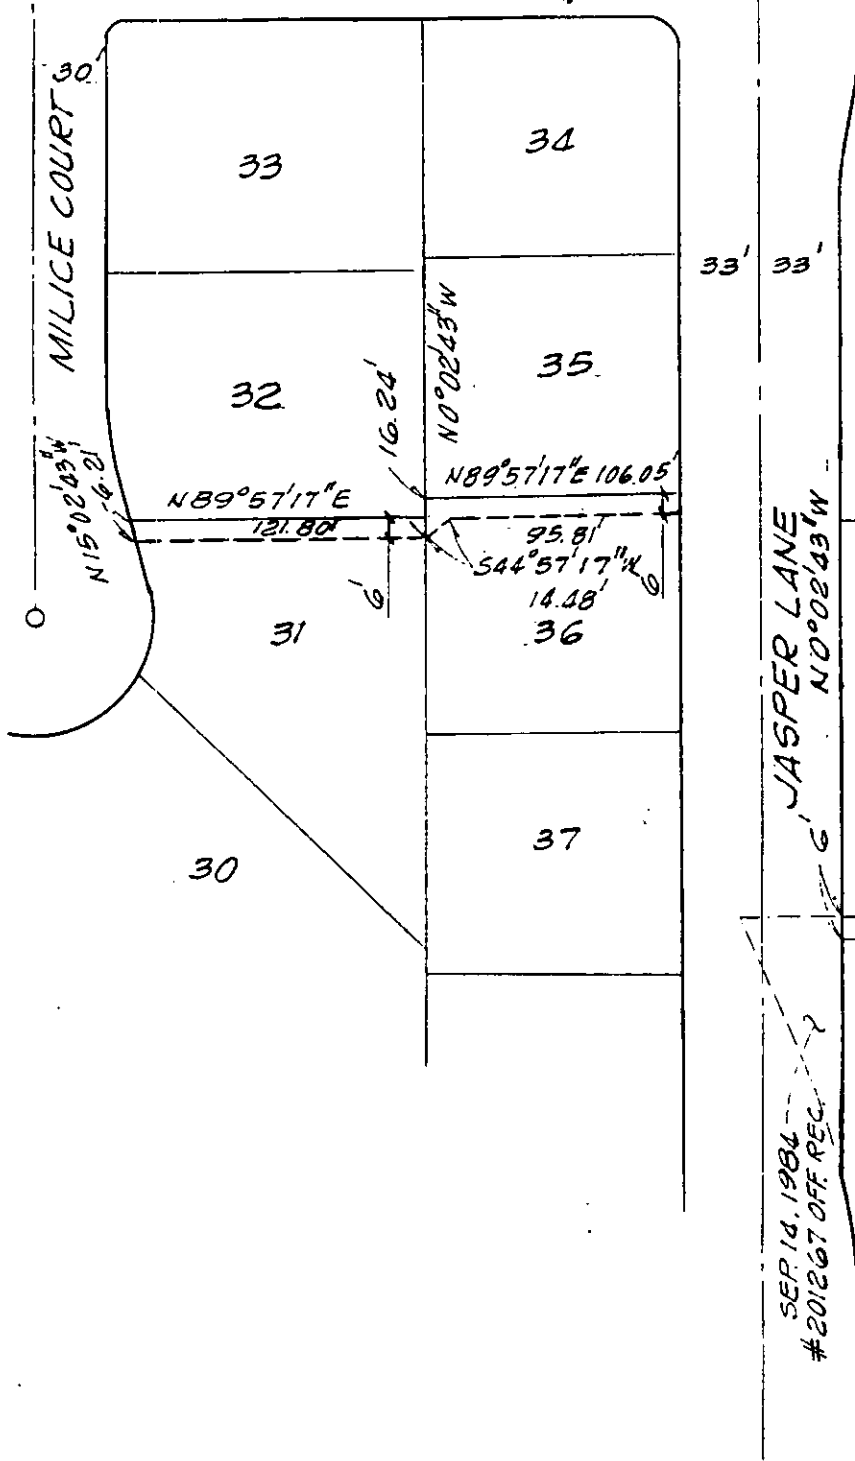 30'
MILICE COURT
33
34
33'
33'
32
35
16.24'
N0°02'43"W
N15°02'43"W
6.21'
N89°57'17"E
121.80'
N89°57'17"E 106.05'
95.81'
S44°57'17"W
14.48'
6'
6'
31
36
JASPER LANE
N0°02'43"W
6'
37
30
SEP. 14, 1984
#201267 OFF. REC.